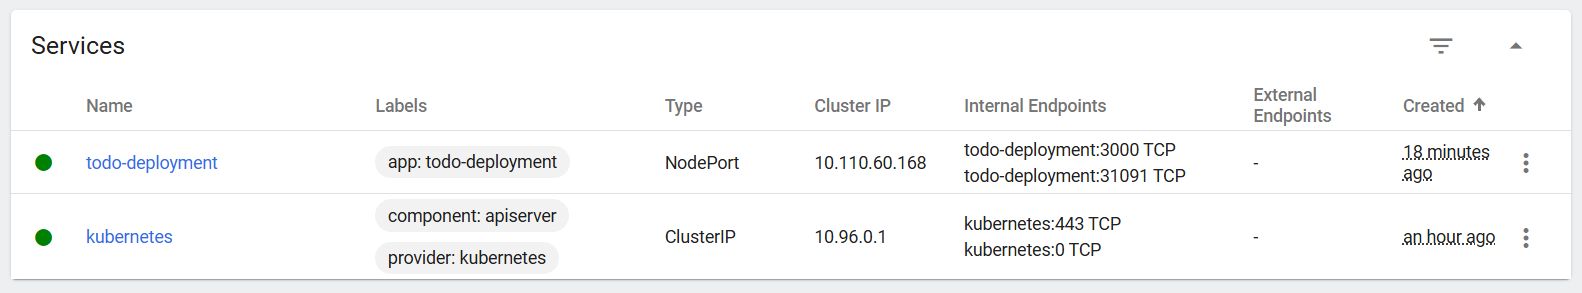 Services
Name Labels Type Cluster IP Internal Endpoints External Endpoints Created
todo-deployment app: todo-deployment NodePort 10.110.60.168 todo-deployment:3000 TCP - 18 minutes ago
todo-deployment:31091 TCP
kubernetes component: apiserver ClusterIP 10.96.0.1 kubernetes:443 TCP - an hour ago
provider: kubernetes kubernetes:0 TCP